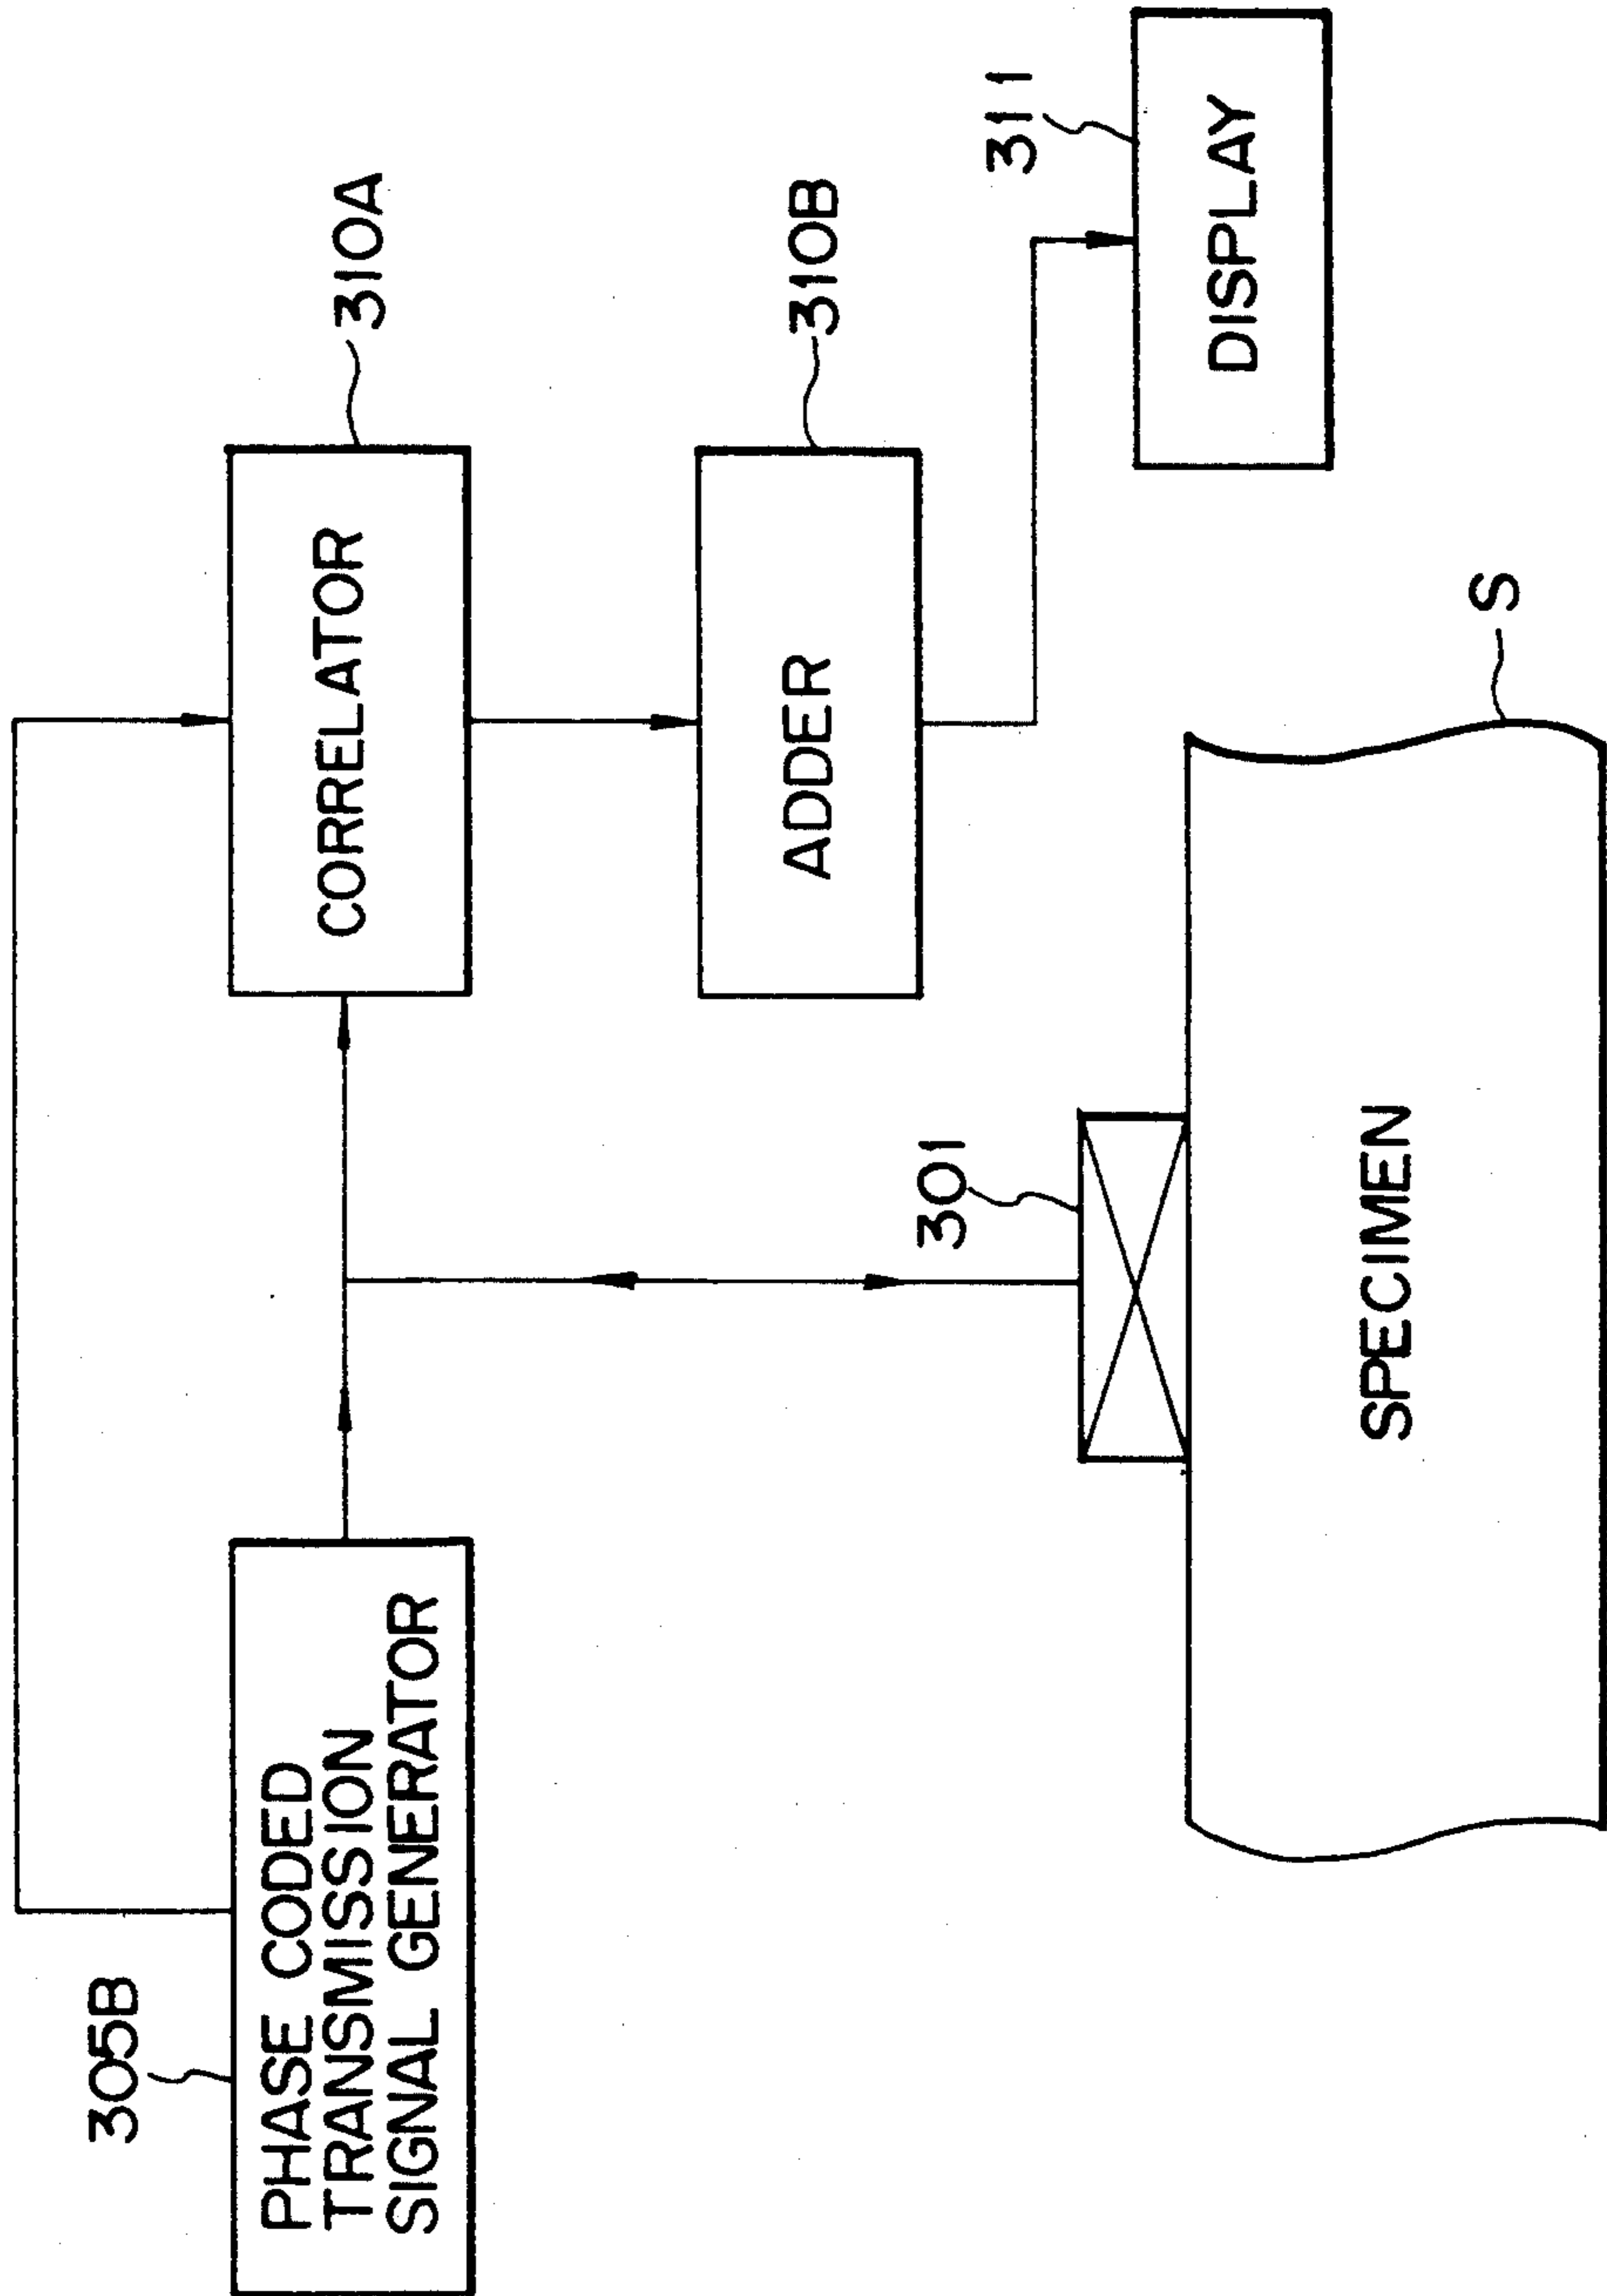 305B
PHASE CODED
TRANSMISSION
SIGNAL GENERATOR
CORRELATOR
310A
ADDER
310B
301
311
DISPLAY
SPECIMEN
S